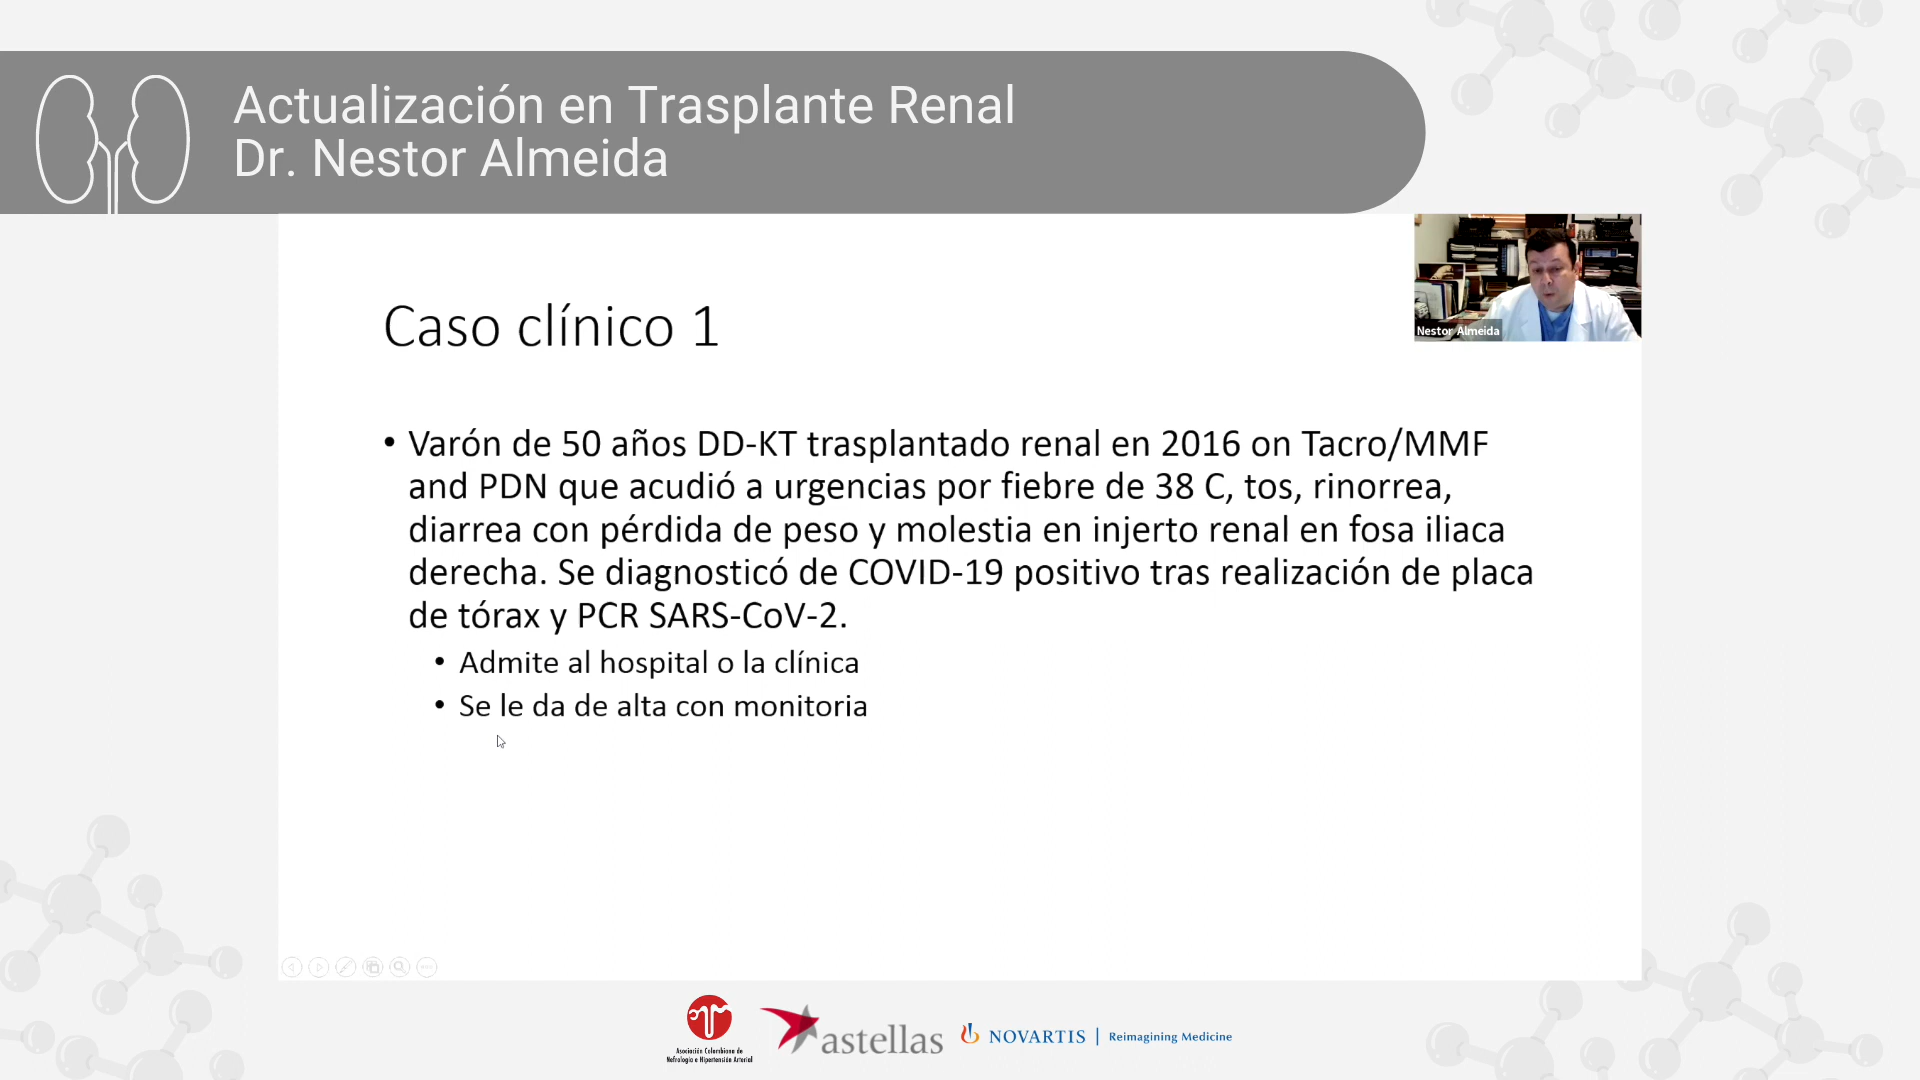 Actualización en Trasplante Renal
Dr. Nestor Almeida
Nestor Almeida
Caso clínico 1
• Varón de 50 años DD-KT trasplantado renal en 2016 on Tacro/MMF
and PDN que acudió a urgencias por fiebre de 38 C, tos, rinorrea,
diarrea con pérdida de peso y molestia en injerto renal en fosa iliaca
derecha. Se diagnosticó de COVID-19 positivo tras realización de placa
de tórax y PCR SARS-CoV-2.
• Admite al hospital o la clínica
• Se le da de alta con monitoria
Asociación Colombiana de
Nefrología e Hipertensión Arterial
astellas
NOVARTIS | Reimagining Medicine